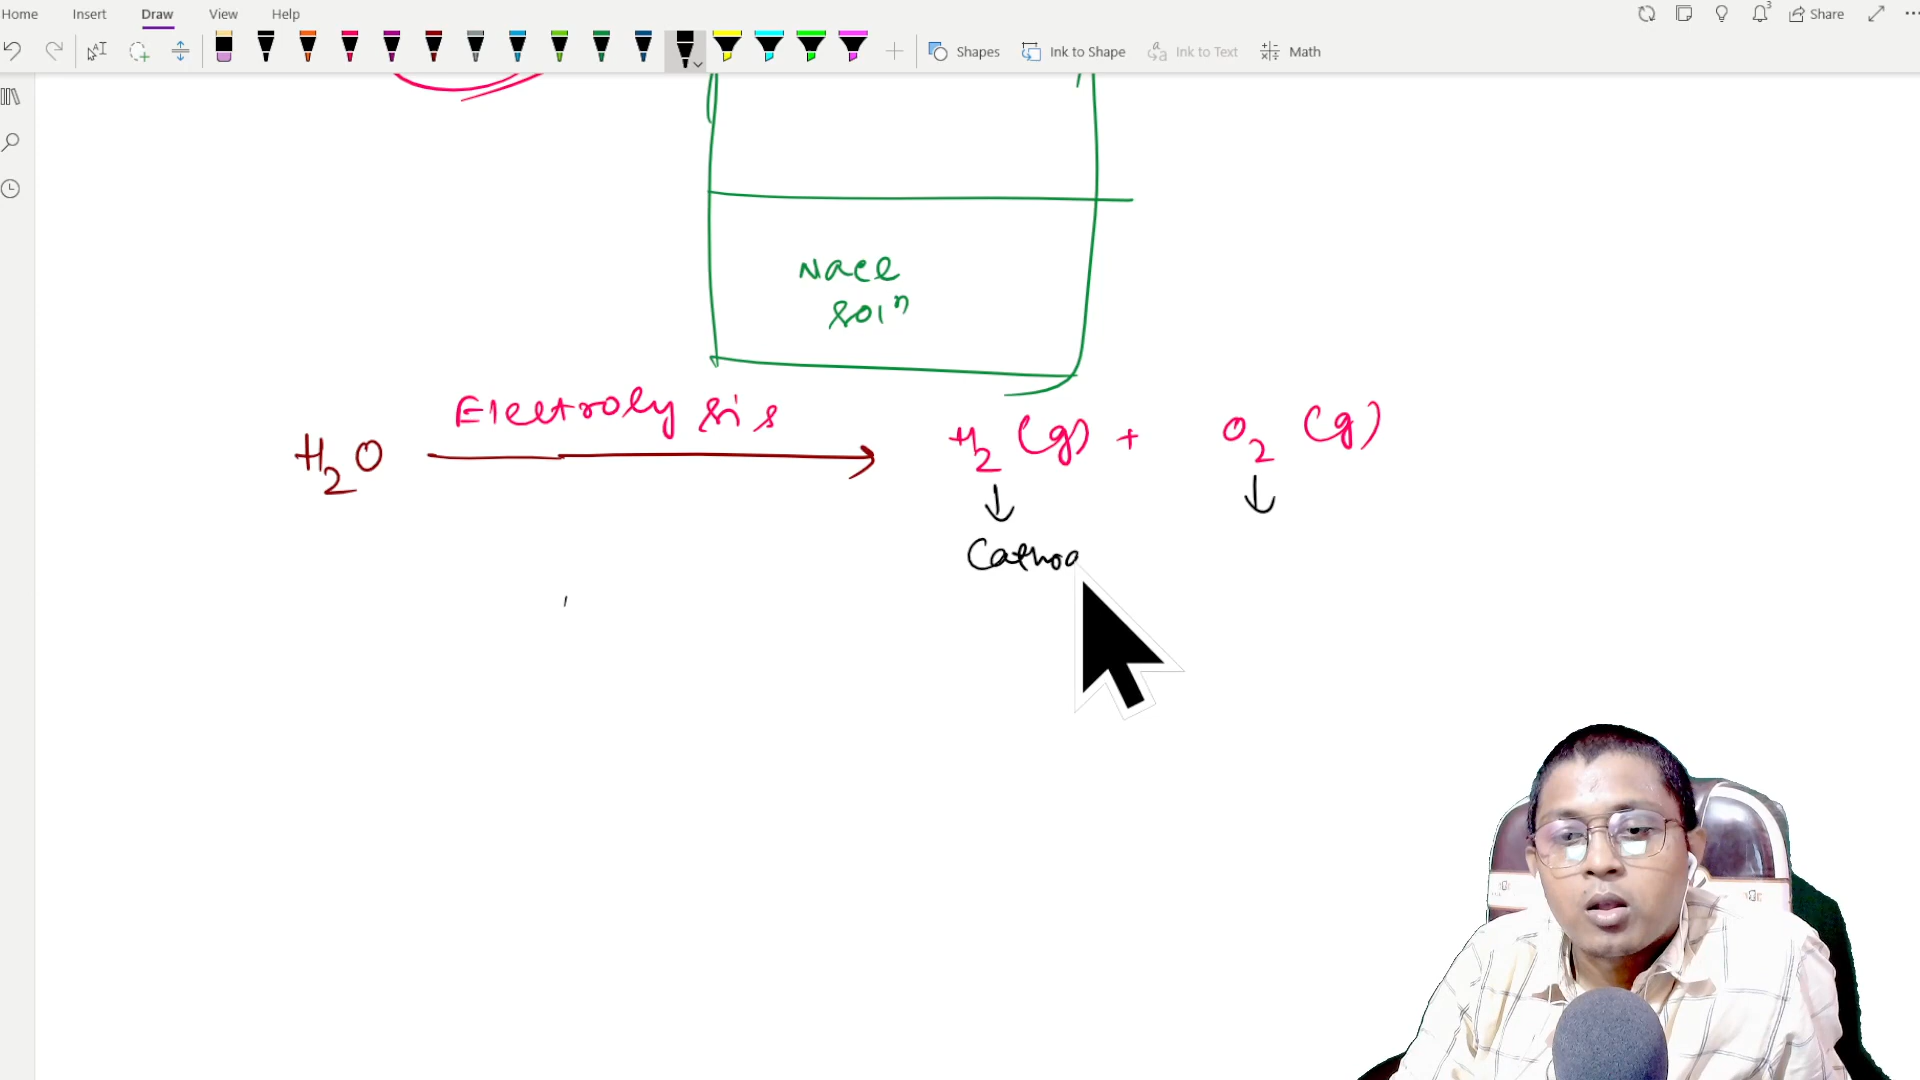 Home Insert Draw View Help
3 Share
Shapes Ink to Shape Ink to Text Math
Nacl
solⁿ
Electrolysis
H₂O → H₂ (g) + O₂ (g)
↓ ↓
Cathod